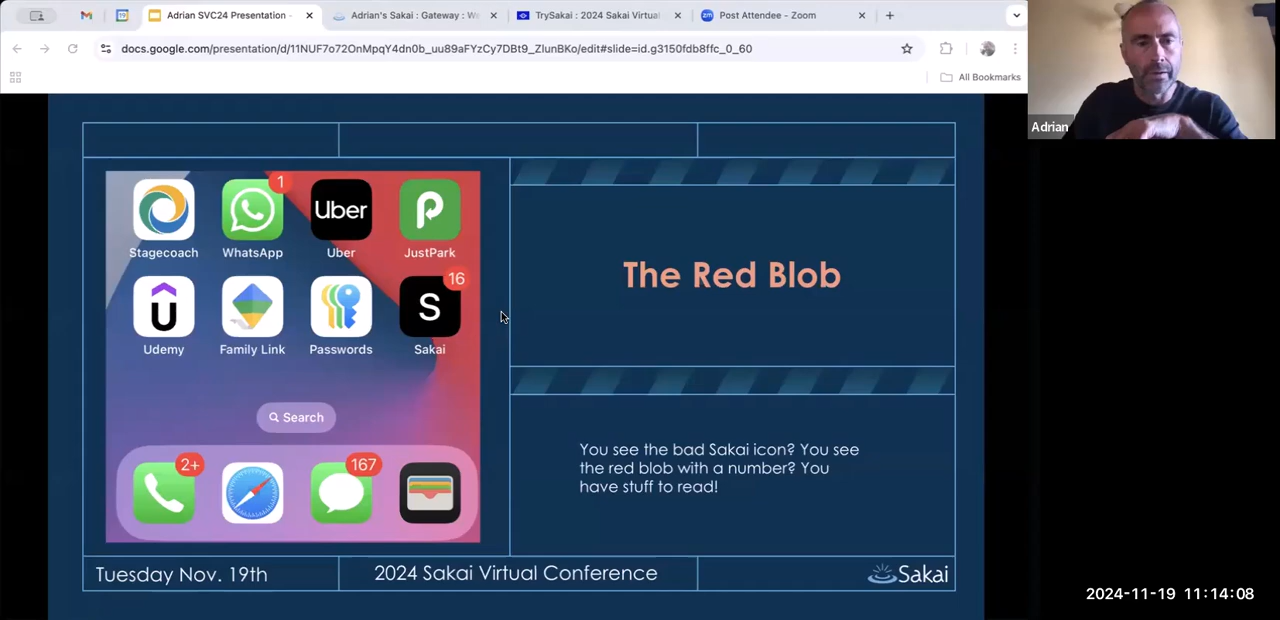 19
Adrian SVC24 Presentation -
Adrian's Sakai : Gateway : We
TrySakai : 2024 Sakai Virtual
zm
Post Attendee - Zoom
docs.google.com/presentation/d/11NUF7o72OnMpqY4dn0b_uu89aFYzCy7DBt9_ZlunBKo/edit#slide=id.g3150fdb8ffc_0_60
All Bookmarks
Adrian
1
Uber
Stagecoach
WhatsApp
Uber
JustPark
16
S
Udemy
Family Link
Passwords
Sakai
Search
2+
167
The Red Blob
You see the bad Sakai icon? You see
the red blob with a number? You
have stuff to read!
Tuesday Nov. 19th
2024 Sakai Virtual Conference
Sakai
2024-11-19 11:14:08